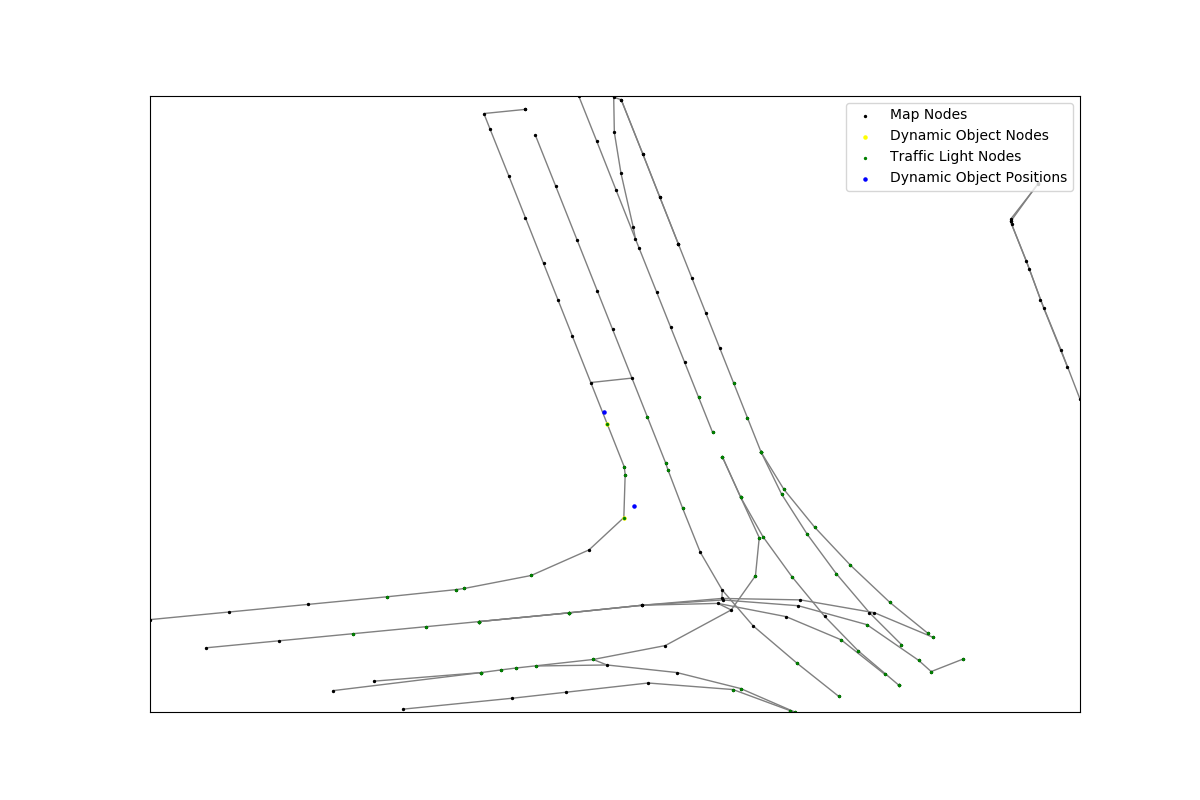 Map Nodes
Dynamic Object Nodes
Traffic Light Nodes
Dynamic Object Positions